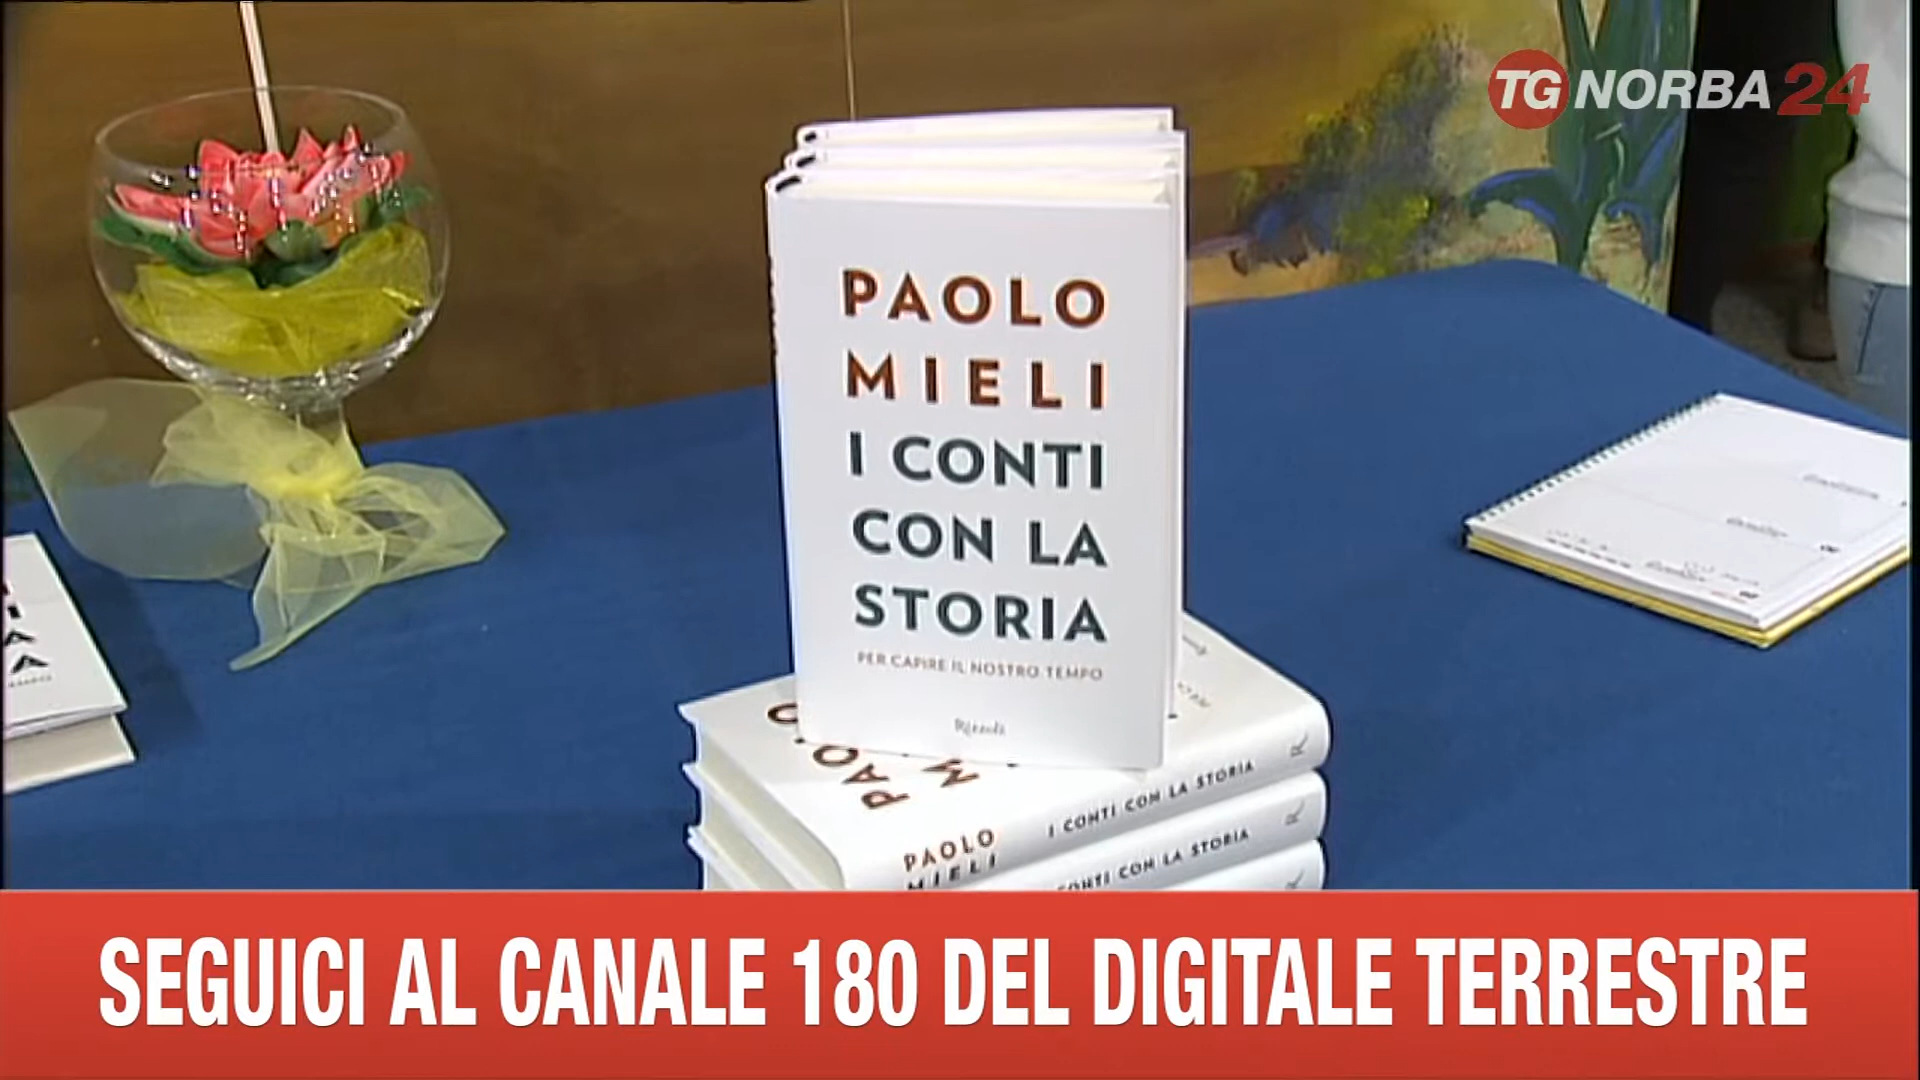 TG NORBA 24
PAOLO
MIELI
I CONTI
CON LA
STORIA
PER CAPIRE IL NOSTRO TEMPO
Rizzoli
PAOLO
MIELI
I CONTI CON LA STORIA
CONTI CON LA STORIA
SEGUICI AL CANALE 180 DEL DIGITALE TERRESTRE